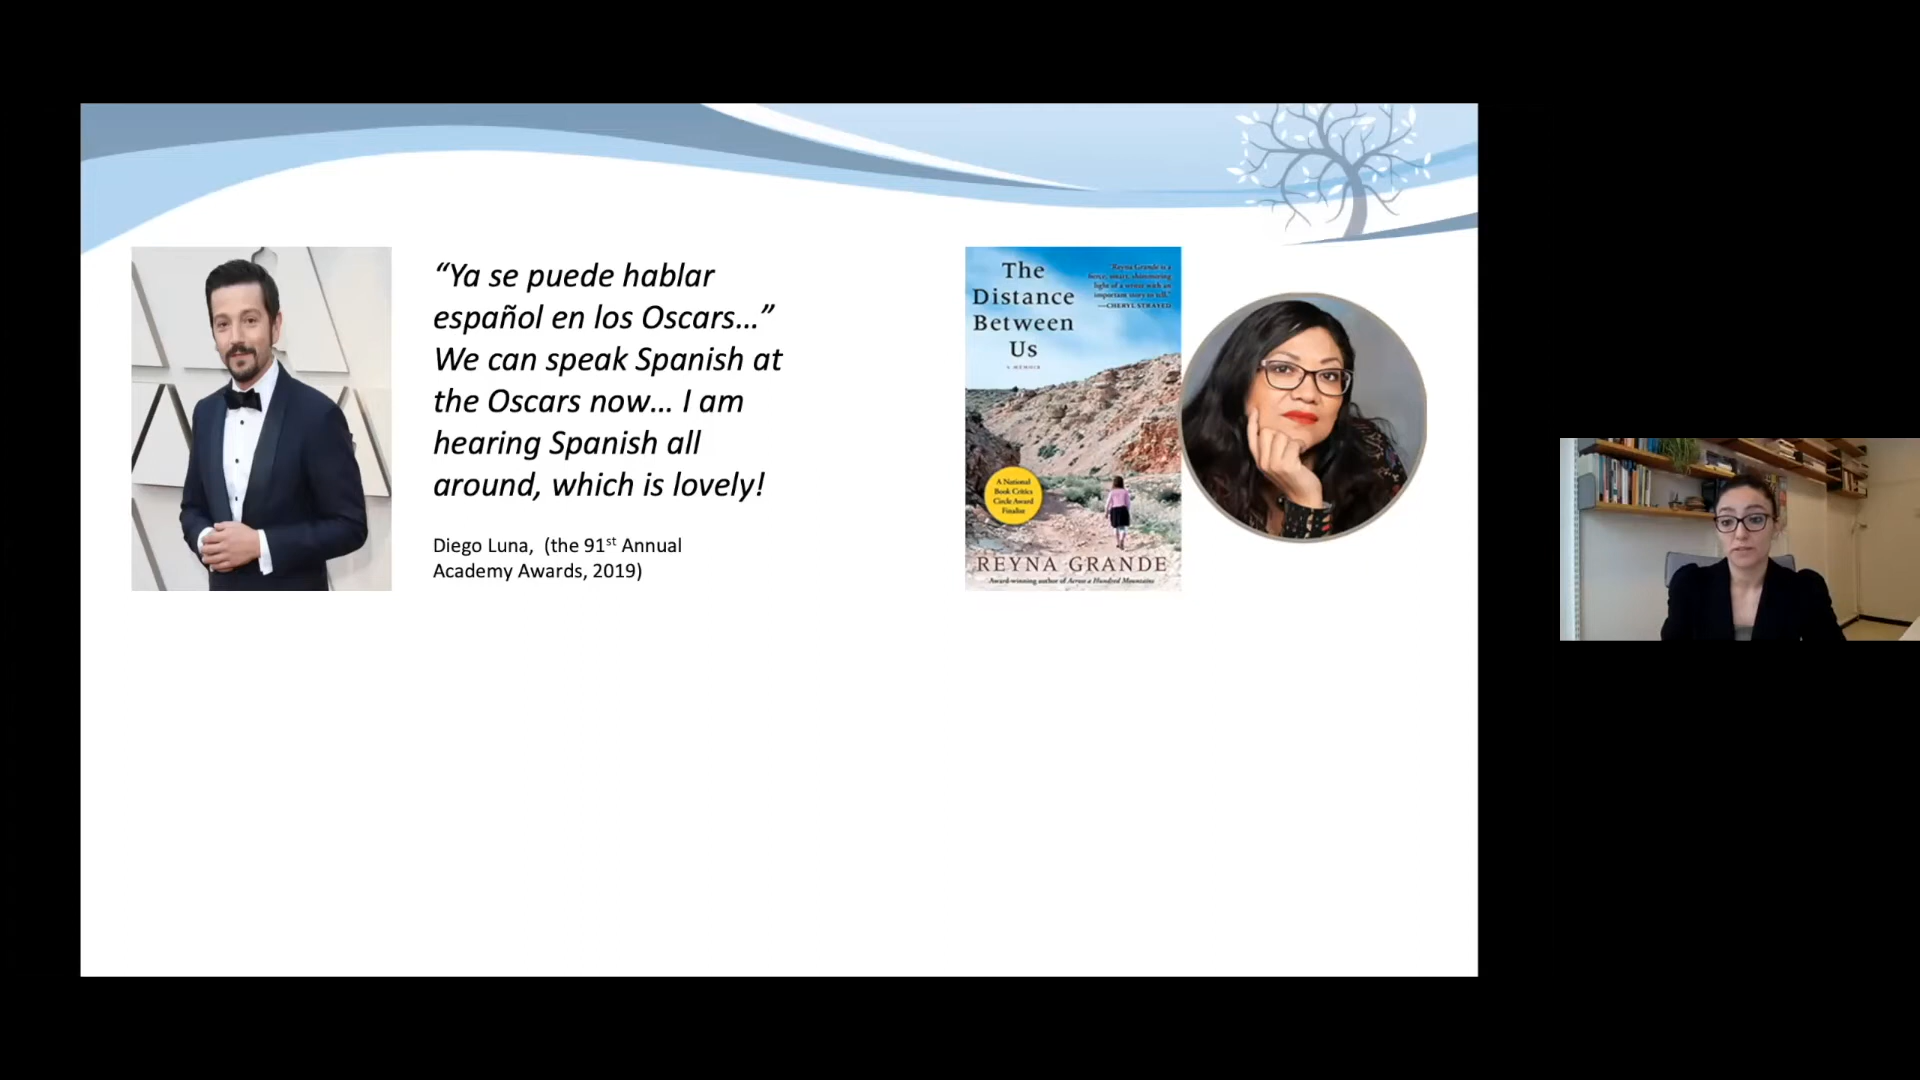 “Ya se puede hablar
español en los Oscars…”
We can speak Spanish at
the Oscars now… I am
hearing Spanish all
around, which is lovely!
Diego Luna, (the 91st Annual
Academy Awards, 2019)
The
Distance
Between
Us
A MEMOIR
"Reyna Grande is a
fierce, smart, shimmering
light of a writer with an
important story to tell."
—CHERYL STRAYED
A National
Book Critics
Circle Award
Finalist
REYNA GRANDE
Award-winning author of Across a Hundred Mountains